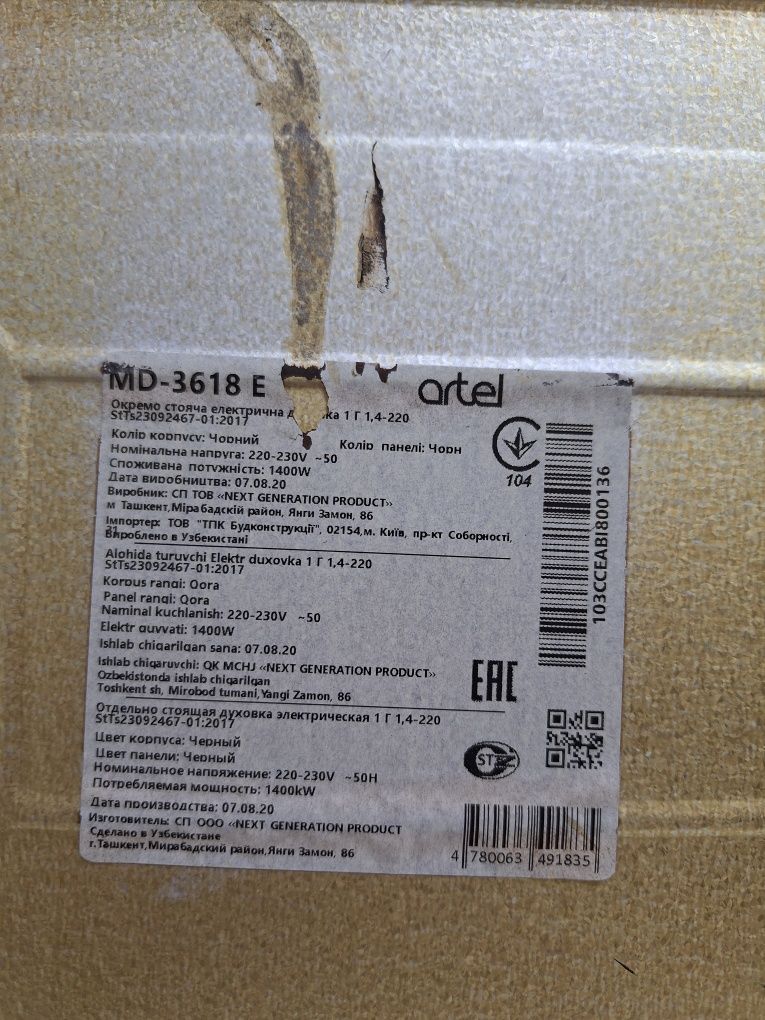 MD-3618 E
artel
Окремо стояча електрична 1 Г 1,4-220
StTs23092467-01:2017
Колір корпусу: Чорний
Колір панелі: Чорн
Номінальна напруга: 220-230V ~50
Споживана потужність: 1400W
Дата виробництва: 07.08.20
Виробник: СП ТОВ «NEXT GENERATION PRODUCT»
м Ташкент,Мірабадскій район, Янги Замон, 86
Імпортер: ТОВ "ТПК Будконструкції", 02154,м. Київ, пр-кт Соборності,
Вироблено в Узбекистані
104
103CCEABI800136
Alohida turuvchi Elektr duxovka 1 Г 1,4-220
StTs23092467-01:2017
Korpus rangi: Qora
Panel rangi: Qora
Naminal kuchlanish: 220-230V ~50
Elektr quvvati: 1400W
Ishlab chiqarilgan sana: 07.08.20
Ishlab chiqaruvchi: QK MCHJ «NEXT GENERATION PRODUCT»
Ozbekistonda ishlab chiqarilgan
Toshkent sh, Mirobod tumani,Yangi Zamon, 86
EAC
Отдельно стоящая духовка электрическая 1 Г 1,4-220
StTs23092467-01:2017
Цвет корпуса: Черный
Цвет панели: Черный
Номинальное напряжение: 220-230V ~50H
Потребляемая мощность: 1400kW
Дата производства: 07.08.20
Изготовитель: СП ООО «NEXT GENERATION PRODUCT
Сделано в Узбекистане
г.Ташкент,Мирабадский район,Янги Замон, 86
4 780063 491835